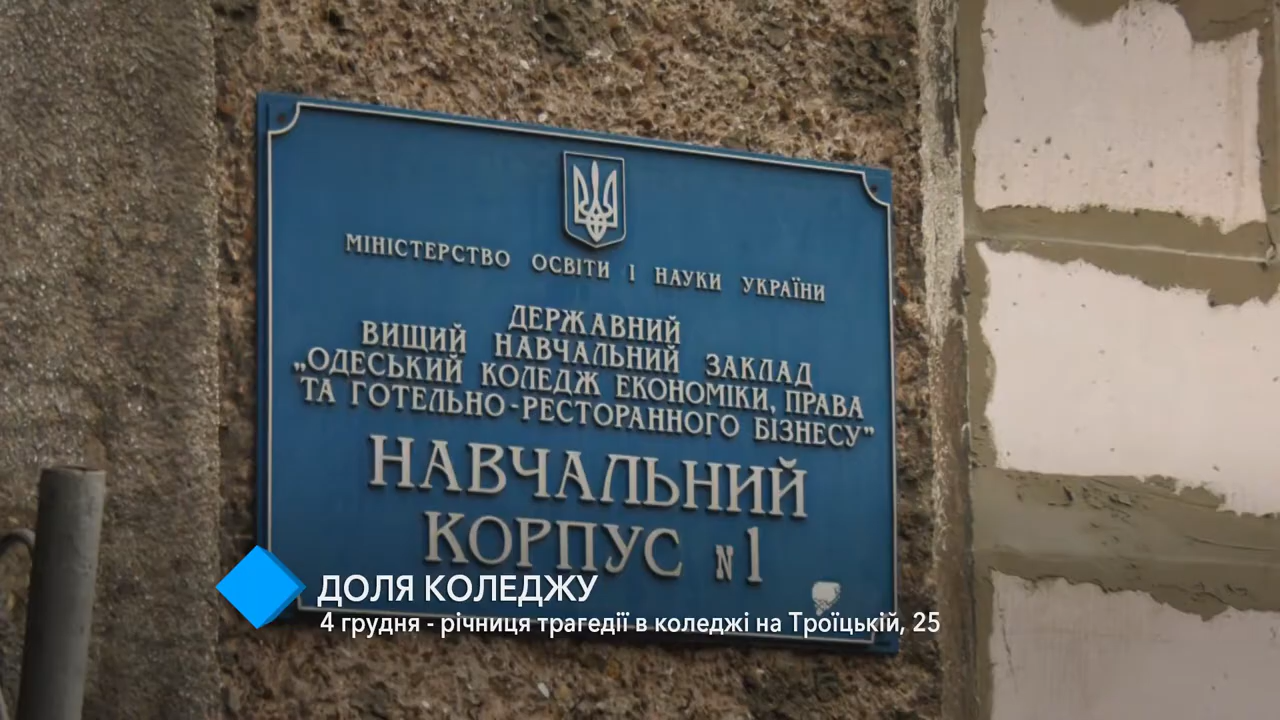 МІНІСТЕРСТВО ОСВІТИ І НАУКИ УКРАЇНИ
ДЕРЖАВНИЙ
ВИЩИЙ НАВЧАЛЬНИЙ ЗАКЛАД
„ОДЕСЬКИЙ КОЛЕДЖ ЕКОНОМІКИ, ПРАВА
ТА ГОТЕЛЬНО-РЕСТОРАННОГО БІЗНЕСУ”
НАВЧАЛЬНИЙ
КОРПУС №1
ДОЛЯ КОЛЕДЖУ
4 грудня - річниця трагедії в коледжі на Троїцькій, 25